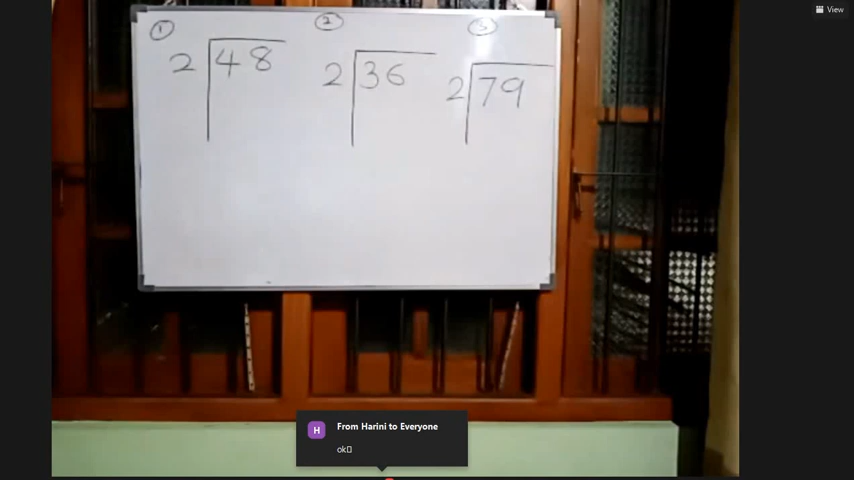 View
① ② ③
2 48
2 36
2 79
H From Harini to Everyone
ok▯